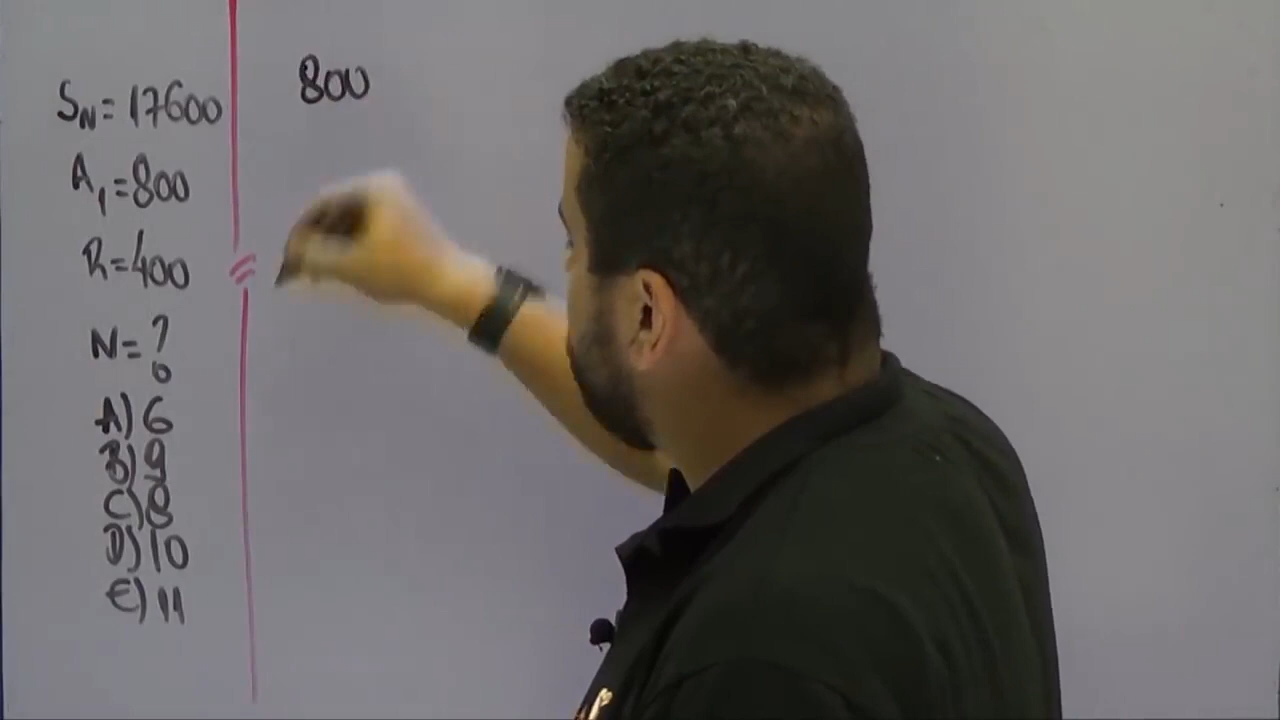 SN=17600
800
A1=800
R=400
N=?
A) 6
B) 9
C) 8
D) 10
E) 11